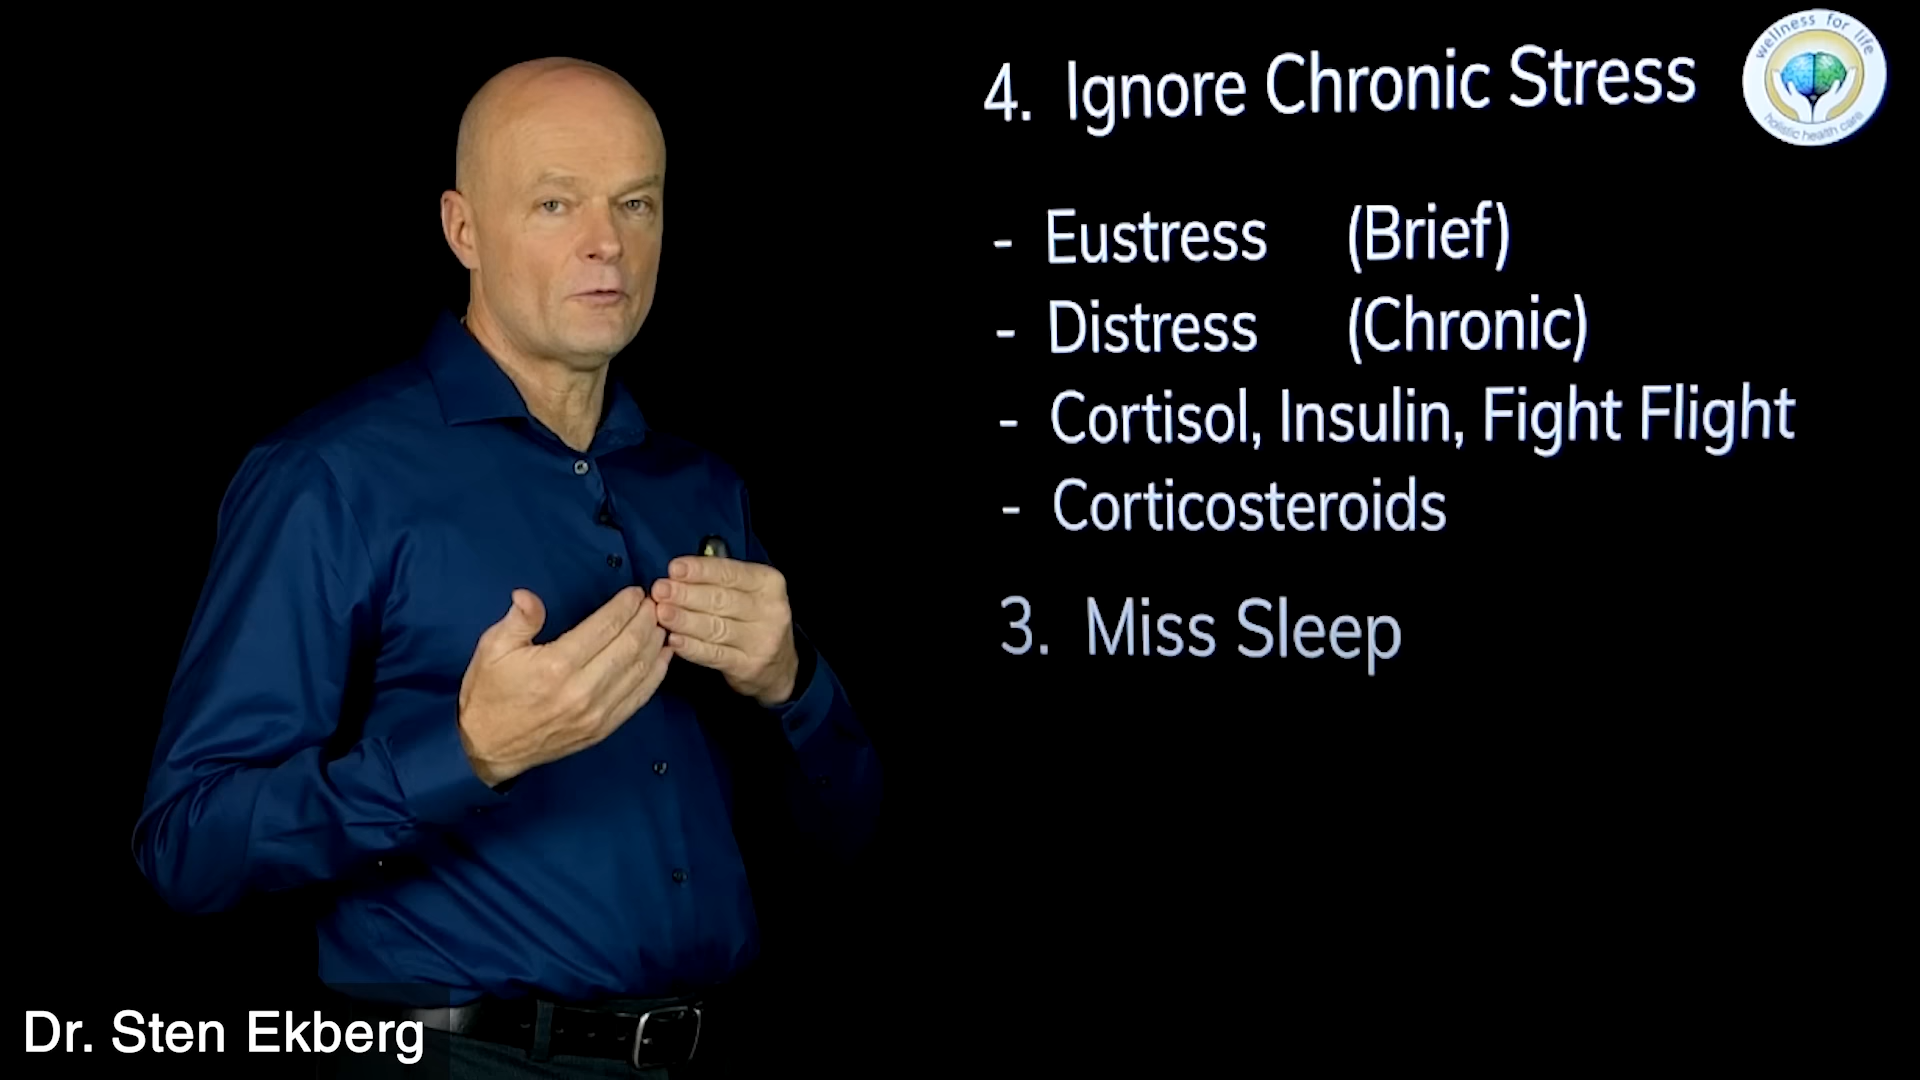 wellness for life
holistic health care
4. Ignore Chronic Stress
- Eustress (Brief)
- Distress (Chronic)
- Cortisol, Insulin, Fight Flight
- Corticosteroids
3. Miss Sleep
Dr. Sten Ekberg